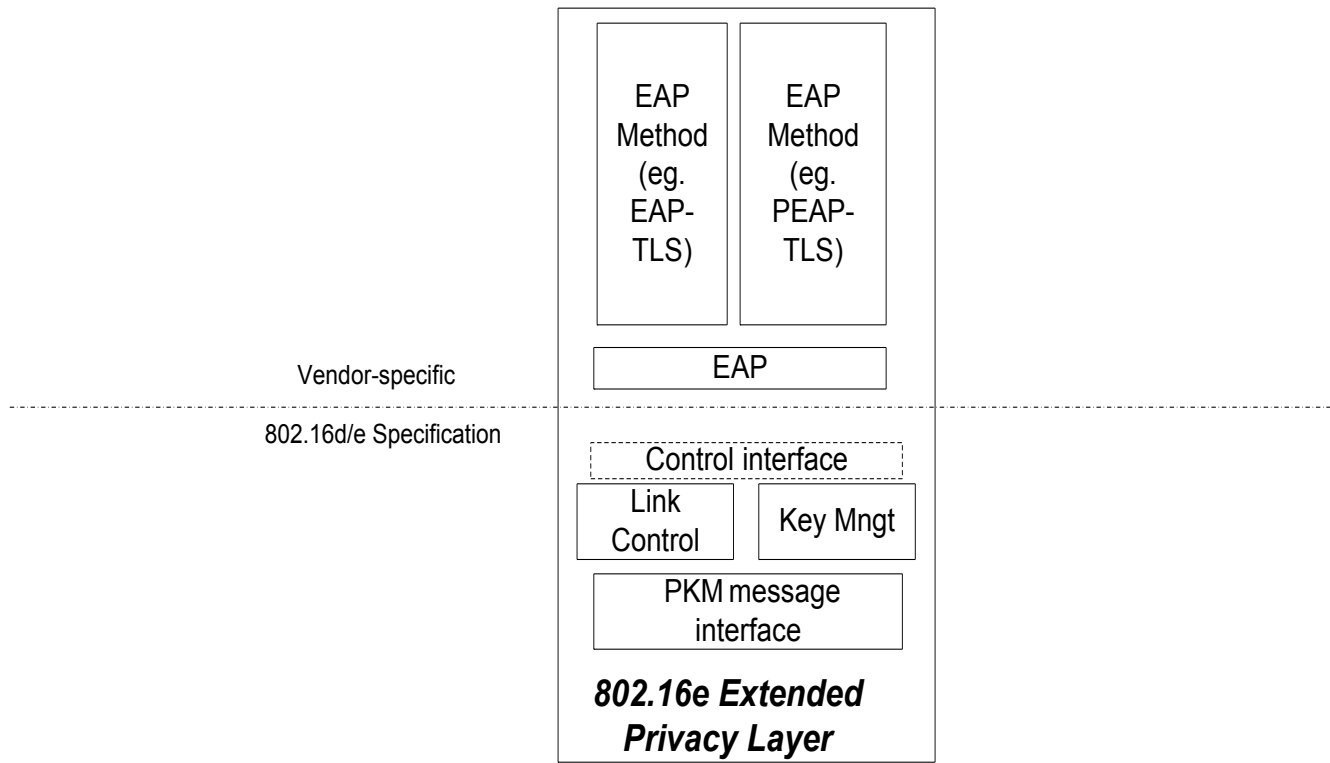 EAP
Method
(eg.
EAP-
TLS)
EAP
Method
(eg.
PEAP-
TLS)
EAP
Vendor-specific
802.16d/e Specification
Control interface
Link
Control
Key Mngt
PKM message
interface
802.16e Extended
Privacy Layer